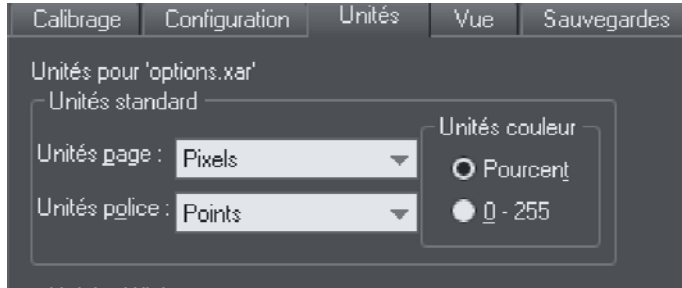 Calibrage Configuration Unités Vue Sauvegardes
Unités pour 'options.xar'
Unités standard
Unités couleur
Unités page : Pixels
Pourcent
Unités police : Points
0 - 255